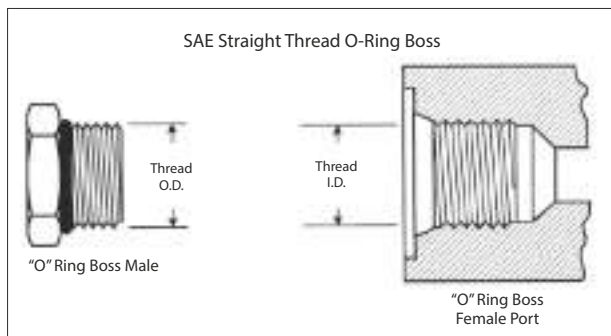 SAE Straight Thread O-Ring Boss
Thread
O.D.
Thread
I.D.
“O” Ring Boss Male
“O” Ring Boss
Female Port